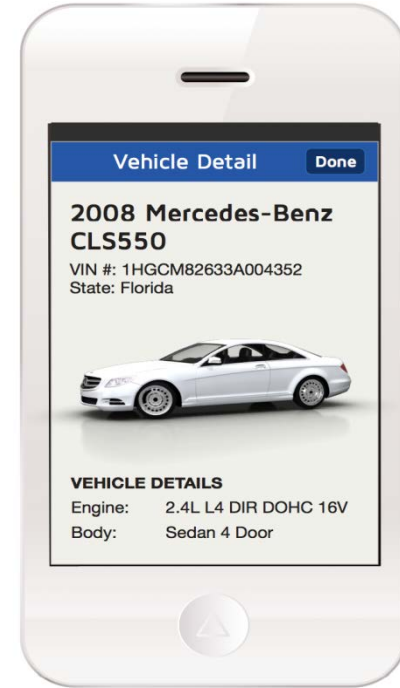 Vehicle Detail
Done
2008 Mercedes-Benz
CLS550
VIN #: 1HGCM82633A004352
State: Florida
VEHICLE DETAILS
Engine: 2.4L L4 DIR DOHC 16V
Body: Sedan 4 Door